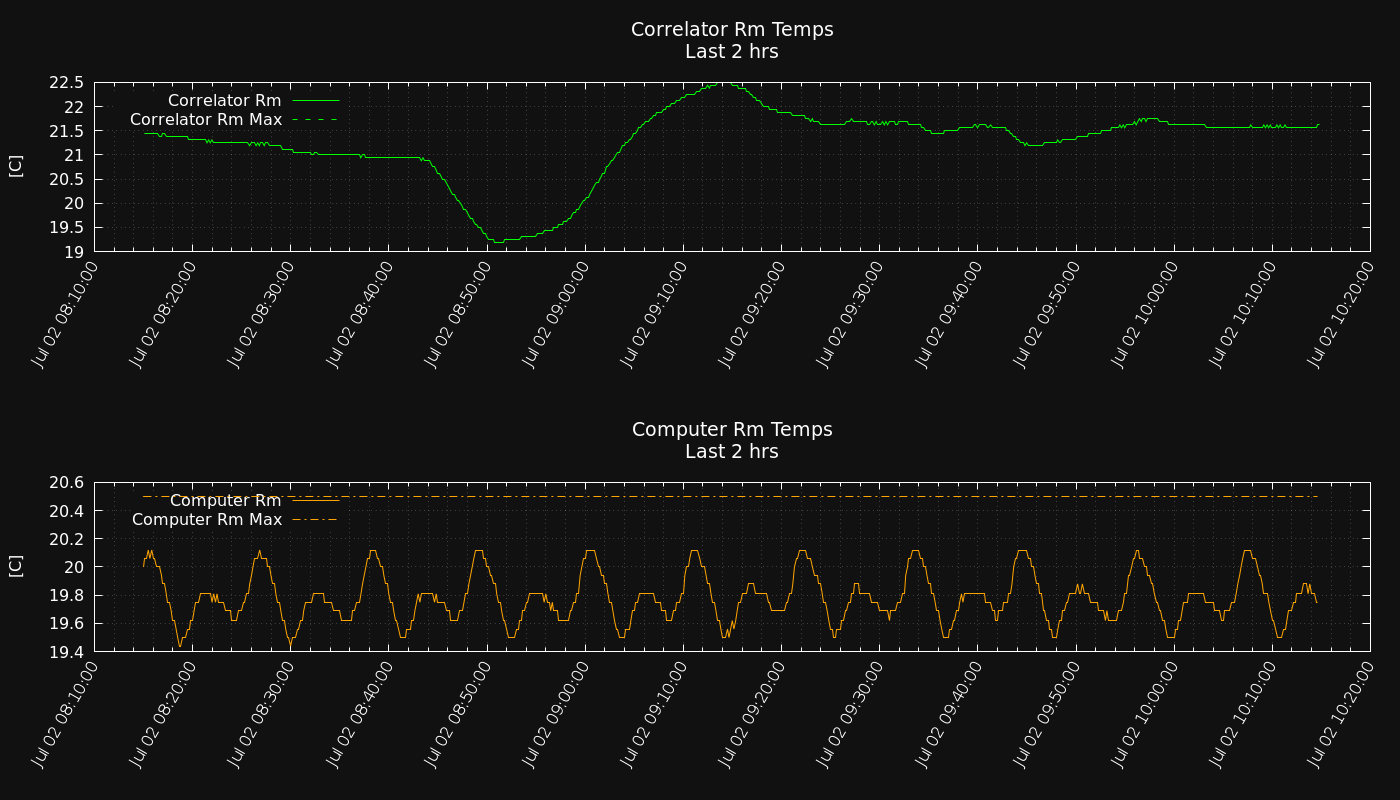 Correlator Rm Temps
Last 2 hrs
Correlator Rm
Correlator Rm Max
[C]
22.5
22
21.5
21
20.5
20
19.5
19
Jul 02 08:10:00
Jul 02 08:20:00
Jul 02 08:30:00
Jul 02 08:40:00
Jul 02 08:50:00
Jul 02 09:00:00
Jul 02 09:10:00
Jul 02 09:20:00
Jul 02 09:30:00
Jul 02 09:40:00
Jul 02 09:50:00
Jul 02 10:00:00
Jul 02 10:10:00
Jul 02 10:20:00
Computer Rm Temps
Last 2 hrs
Computer Rm
Computer Rm Max
[C]
20.6
20.4
20.2
20
19.8
19.6
19.4
Jul 02 08:10:00
Jul 02 08:20:00
Jul 02 08:30:00
Jul 02 08:40:00
Jul 02 08:50:00
Jul 02 09:00:00
Jul 02 09:10:00
Jul 02 09:20:00
Jul 02 09:30:00
Jul 02 09:40:00
Jul 02 09:50:00
Jul 02 10:00:00
Jul 02 10:10:00
Jul 02 10:20:00